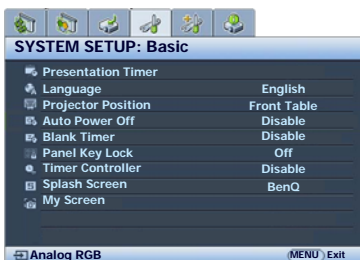 SYSTEM SETUP: Basic
Presentation Timer
Language English
Projector Position Front Table
Auto Power Off Disable
Blank Timer Disable
Panel Key Lock Off
Timer Controller Disable
Splash Screen BenQ
My Screen
Analog RGB MENU Exit